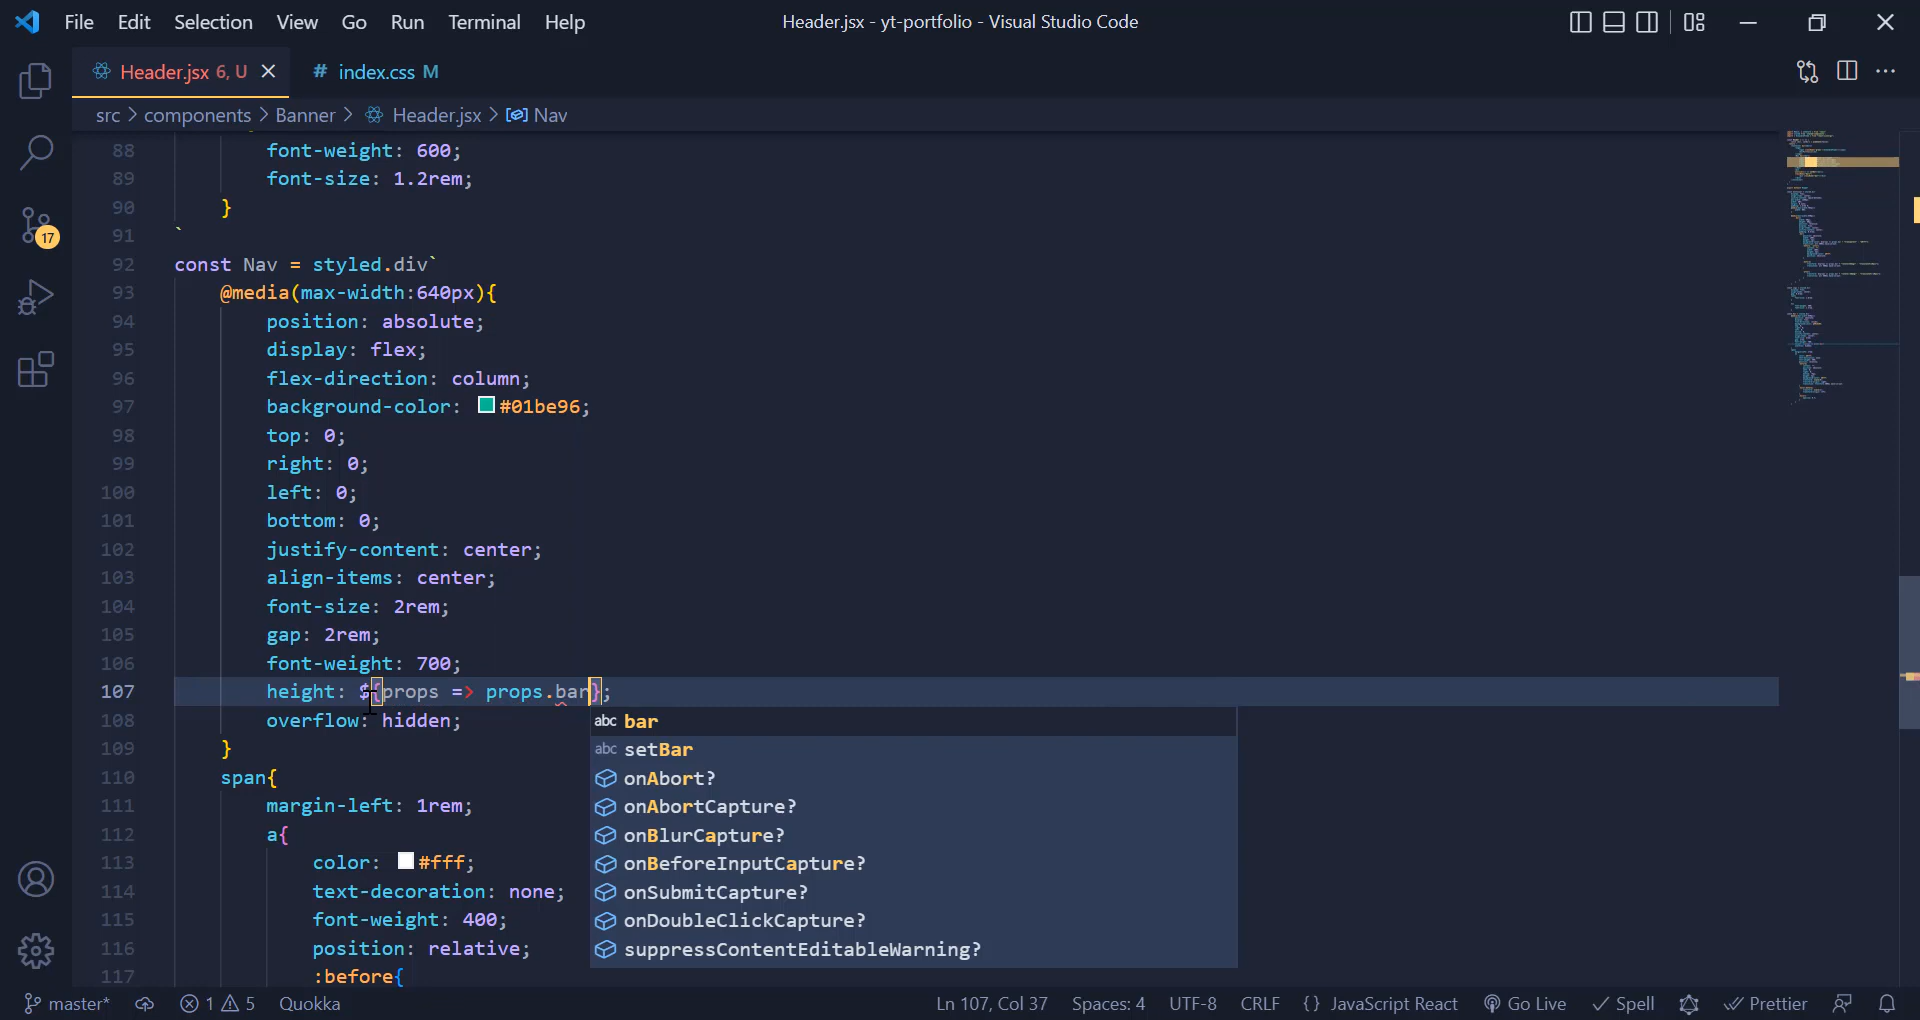 File Edit Selection View Go Run Terminal Help
Header.jsx - yt-portfolio - Visual Studio Code
Header.jsx 6, U
# index.css M
src > components > Banner > Header.jsx > Nav
88 font-weight: 600;
89 font-size: 1.2rem;
90 }
91 `
92 const Nav = styled.div`
93 @media(max-width:640px){
94 position: absolute;
95 display: flex;
96 flex-direction: column;
97 background-color: #01be96;
98 top: 0;
99 right: 0;
100 left: 0;
101 bottom: 0;
102 justify-content: center;
103 align-items: center;
104 font-size: 2rem;
105 gap: 2rem;
106 font-weight: 700;
107 height: ${props => props.bar};
108 overflow: hidden;
109 }
110 span{
111 margin-left: 1rem;
112 a{
113 color: #fff;
114 text-decoration: none;
115 font-weight: 400;
116 position: relative;
117 :before{
abc bar
abc setBar
onAbort?
onAbortCapture?
onBlurCapture?
onBeforeInputCapture?
onSubmitCapture?
onDoubleClickCapture?
suppressContentEditableWarning?
17
master* 1 5 Quokka
Ln 107, Col 37 Spaces: 4 UTF-8 CRLF {} JavaScript React Go Live Spell Prettier